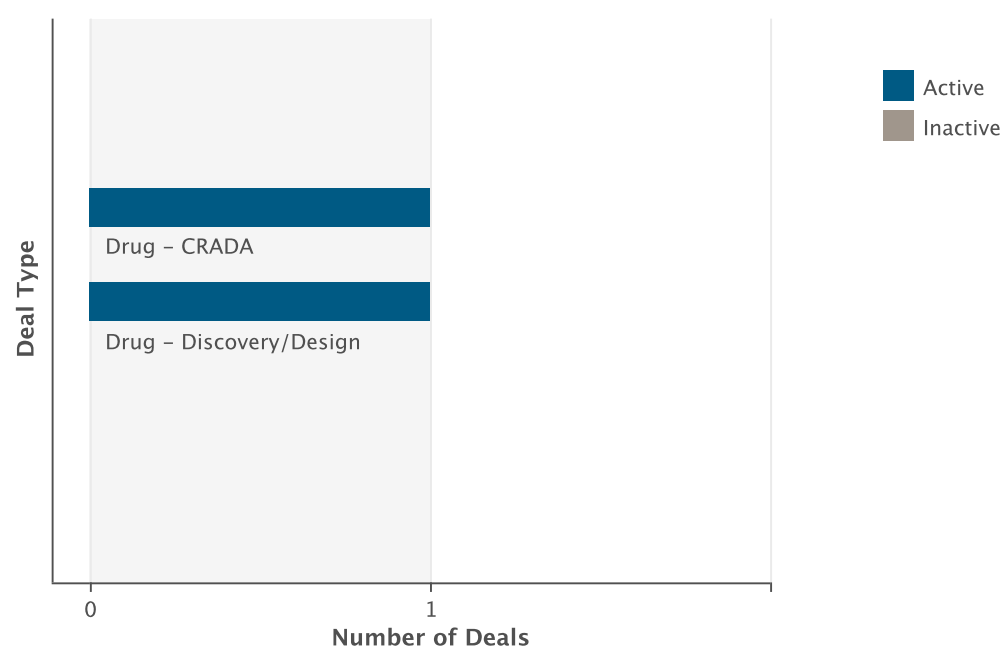 Active
Inactive
Deal Type
Drug – CRADA
Drug – Discovery/Design
0
1
Number of Deals